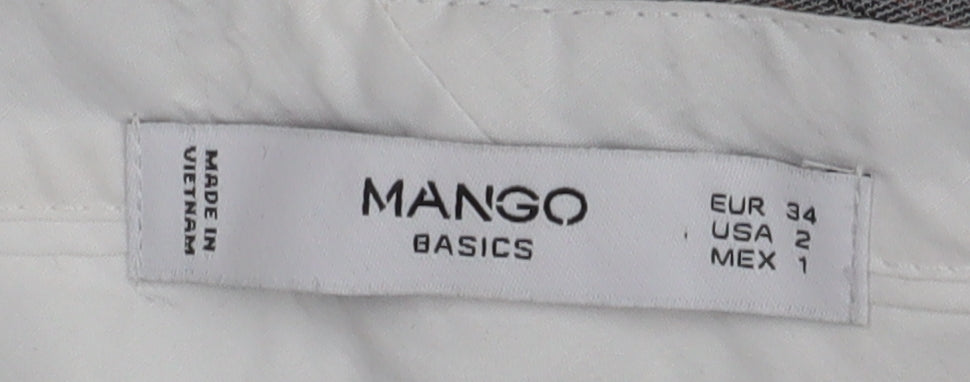 MADE IN
VIETNAM
MANGO
BASICS
EUR 34
USA 2
MEX 1